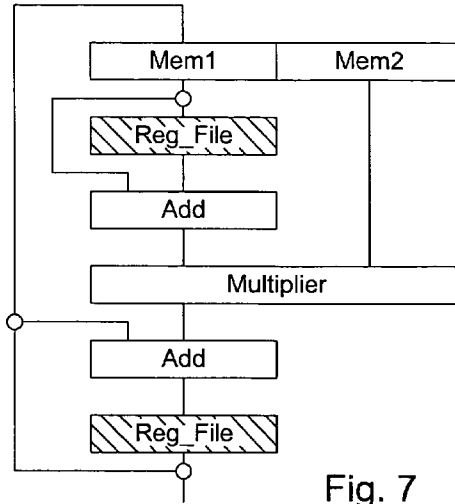 Mem1 Mem2
Reg_File
Add
Multiplier
Add
Reg_File
Fig. 7